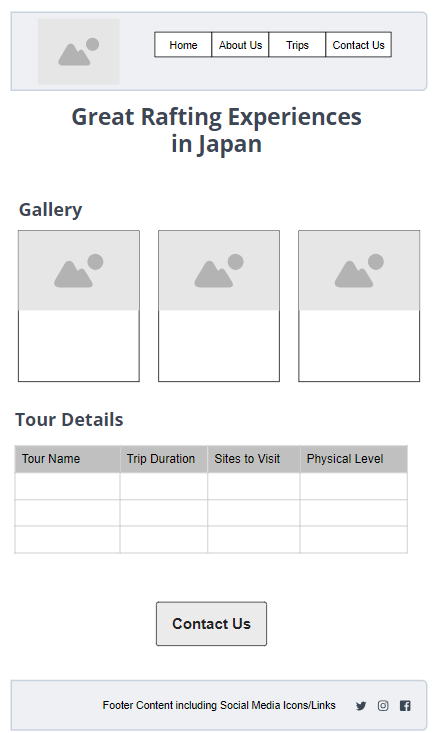 Home About Us Trips Contact Us
Great Rafting Experiences
in Japan
Gallery
Tour Details
Tour Name Trip Duration Sites to Visit Physical Level
Contact Us
Footer Content including Social Media Icons/Links